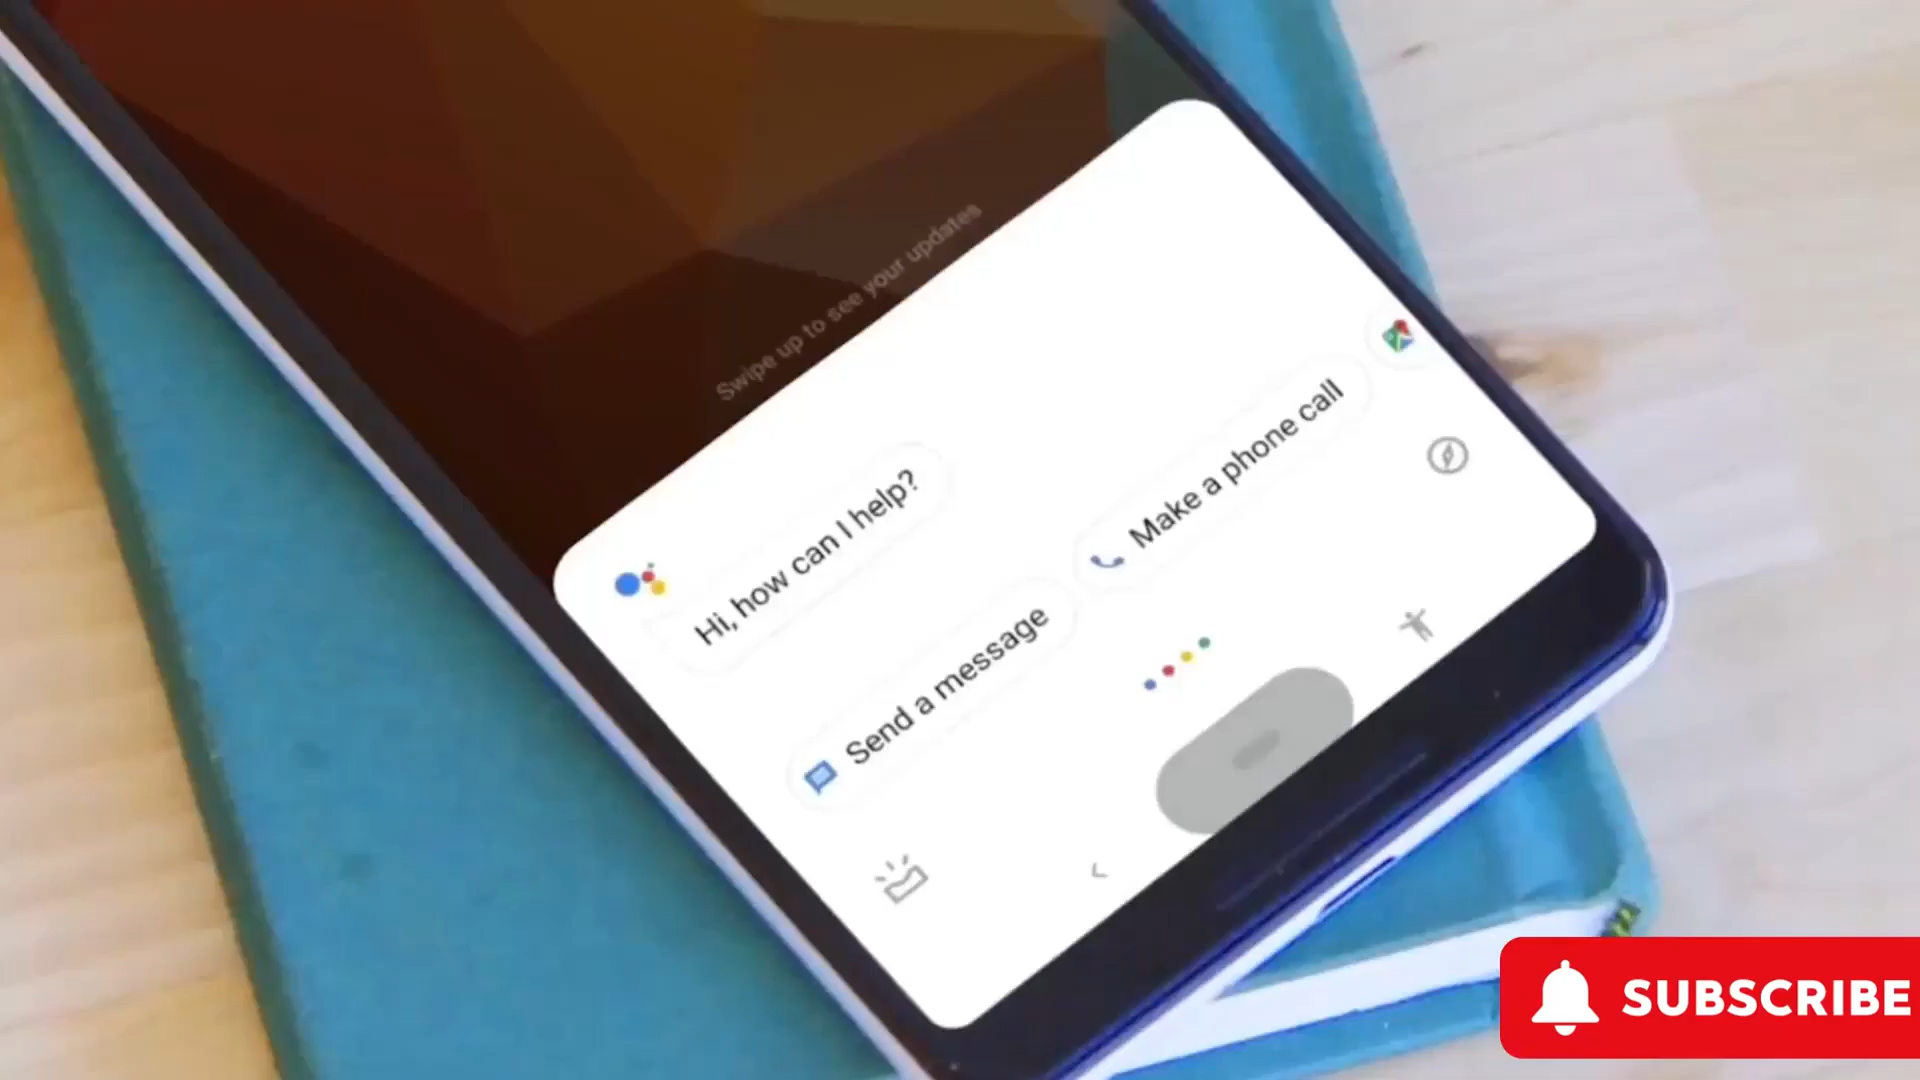 Swipe up to see your updates
Hi, how can I help?
Send a message
Make a phone call
SUBSCRIBE